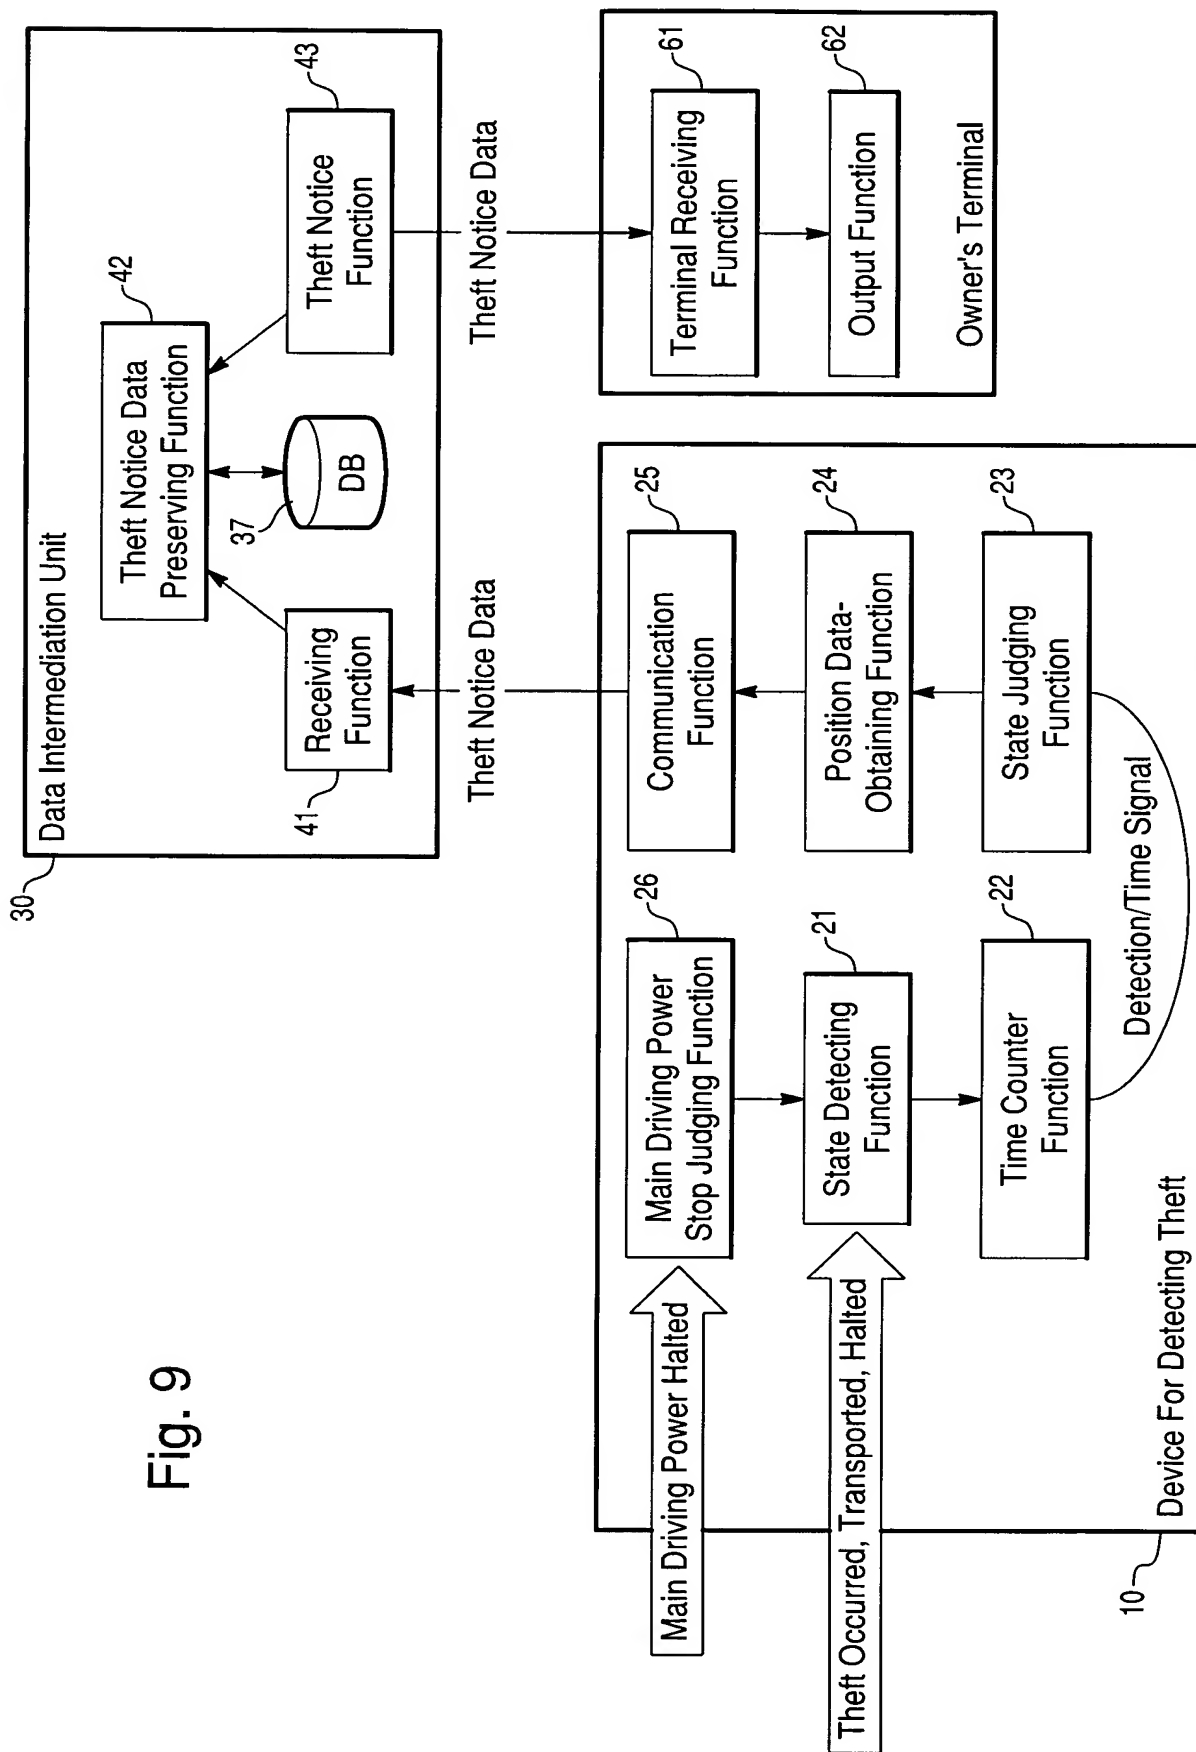 Fig. 9
30
Data Intermediation Unit
42
Theft Notice Data
Preserving Function
43
Theft Notice
Function
37
DB
41
Receiving
Function
Theft Notice Data
Theft Notice Data
61
Terminal Receiving
Function
62
Output Function
Owner's Terminal
Main Driving Power Halted
26
Main Driving Power
Stop Judging Function
25
Communication
Function
Theft Occurred, Transported, Halted
21
State Detecting
Function
24
Position Data-
Obtaining Function
22
Time Counter
Function
23
State Judging
Function
Detection/Time Signal
10
Device For Detecting Theft